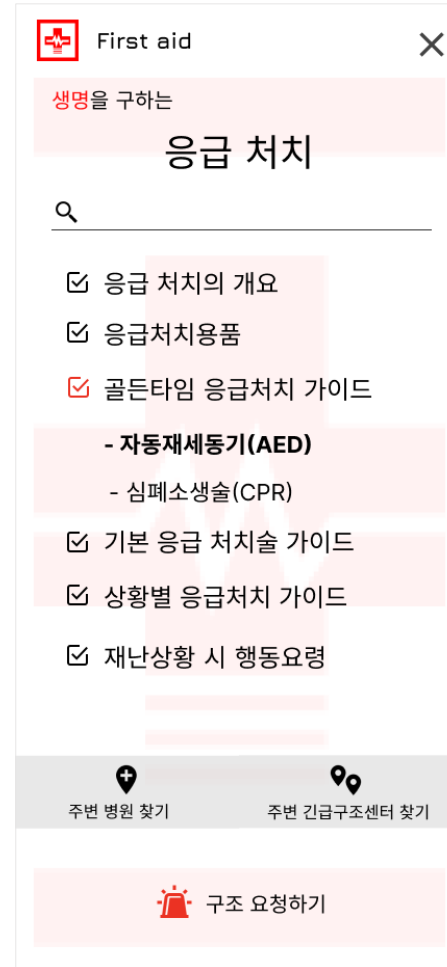 First aid
생명을 구하는
응급 처치
응급 처치의 개요
응급처치용품
골든타임 응급처치 가이드
- 자동재세동기(AED)
- 심폐소생술(CPR)
기본 응급 처치술 가이드
상황별 응급처치 가이드
재난상황 시 행동요령
주변 병원 찾기
주변 긴급구조센터 찾기
구조 요청하기